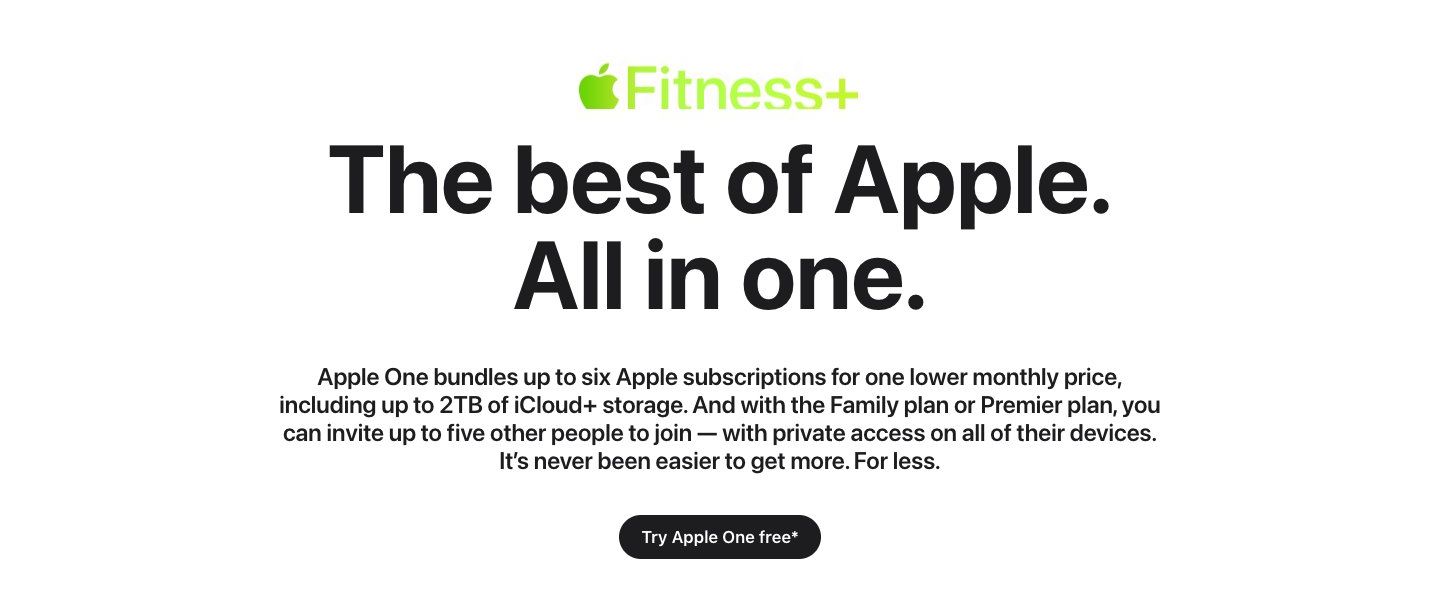 Fitness+
The best of Apple.
All in one.
Apple One bundles up to six Apple subscriptions for one lower monthly price,
including up to 2TB of iCloud+ storage. And with the Family plan or Premier plan, you
can invite up to five other people to join — with private access on all of their devices.
It’s never been easier to get more. For less.
Try Apple One free*